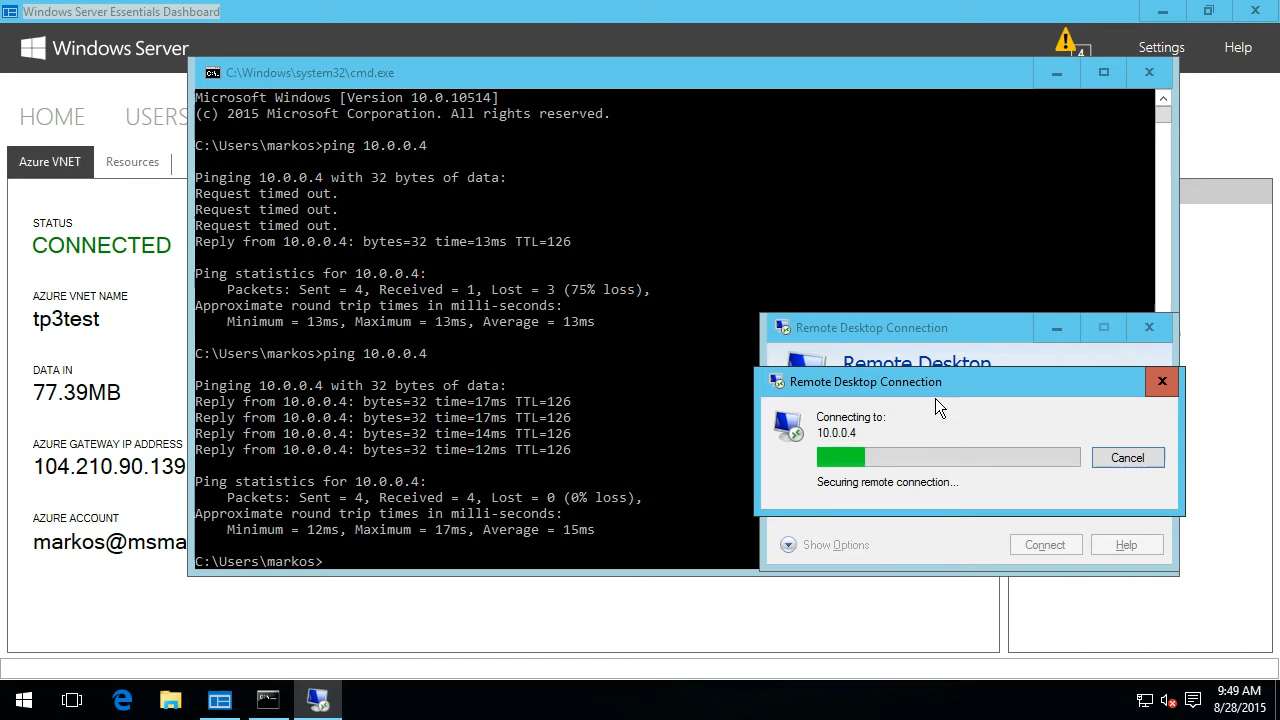 Windows Server Essentials Dashboard
Windows Server
4
Settings
Help
HOME
USERS
Azure VNET
Resources
STATUS
CONNECTED
AZURE VNET NAME
tp3test
DATA IN
77.39MB
AZURE GATEWAY IP ADDRESS
104.210.90.139
AZURE ACCOUNT
markos@msma
C:\Windows\system32\cmd.exe
Microsoft Windows [Version 10.0.10514]
(c) 2015 Microsoft Corporation. All rights reserved.
C:\Users\markos>ping 10.0.0.4
Pinging 10.0.0.4 with 32 bytes of data:
Request timed out.
Request timed out.
Request timed out.
Reply from 10.0.0.4: bytes=32 time=13ms TTL=126
Ping statistics for 10.0.0.4:
Packets: Sent = 4, Received = 1, Lost = 3 (75% loss),
Approximate round trip times in milli-seconds:
Minimum = 13ms, Maximum = 13ms, Average = 13ms
C:\Users\markos>ping 10.0.0.4
Pinging 10.0.0.4 with 32 bytes of data:
Reply from 10.0.0.4: bytes=32 time=17ms TTL=126
Reply from 10.0.0.4: bytes=32 time=17ms TTL=126
Reply from 10.0.0.4: bytes=32 time=14ms TTL=126
Reply from 10.0.0.4: bytes=32 time=12ms TTL=126
Ping statistics for 10.0.0.4:
Packets: Sent = 4, Received = 4, Lost = 0 (0% loss),
Approximate round trip times in milli-seconds:
Minimum = 12ms, Maximum = 17ms, Average = 15ms
C:\Users\markos>
Remote Desktop Connection
Remote Desktop
Remote Desktop Connection
Connecting to:
10.0.0.4
Cancel
Securing remote connection...
Show Options
Connect
Help
9:49 AM
8/28/2015